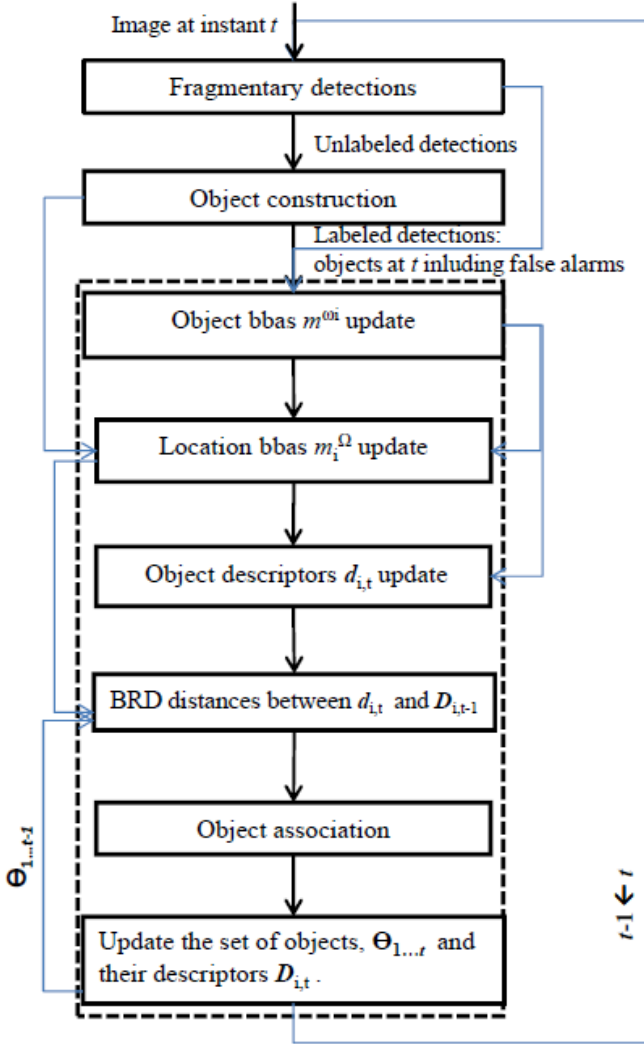 Image at instant t
Fragmentary detections
Unlabeled detections
Object construction
Labeled detections:
objects at t inluding false alarms
Object bbas m^ωi update
Location bbas m_i^Ω update
Object descriptors d_i,t update
BRD distances between d_i,t and D_i,t-1
Object association
Θ_1...t-1
t-1 ← t
Update the set of objects, Θ_1...t and
their descriptors D_i,t .